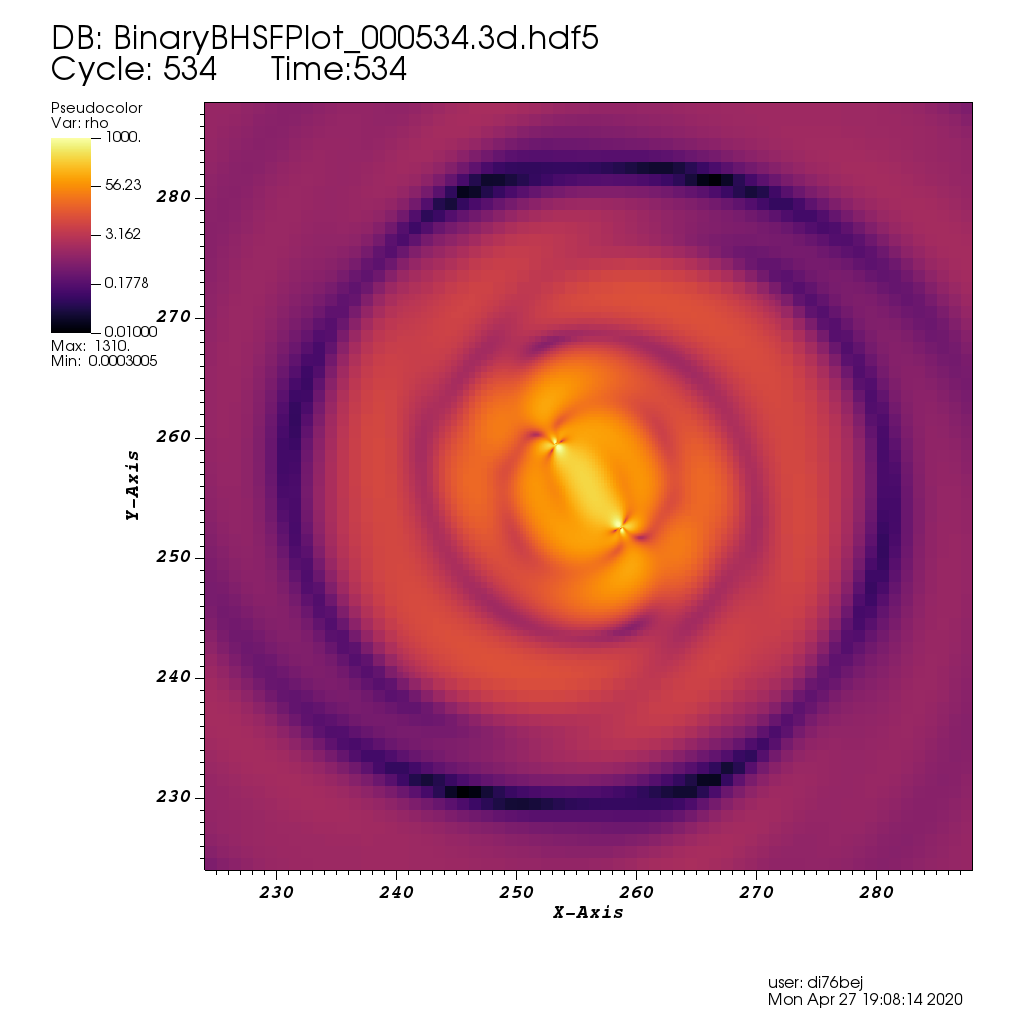 DB: BinaryBHSFPlot_000534.3d.hdf5
Cycle: 534 Time:534
Pseudocolor
Var: rho
1000.
56.23
3.162
0.1778
0.01000
Max: 1310.
Min: 0.0003005
280
270
260
250
240
230
Y-Axis
230 240 250 260 270 280
X-Axis
user: di76bej
Mon Apr 27 19:08:14 2020